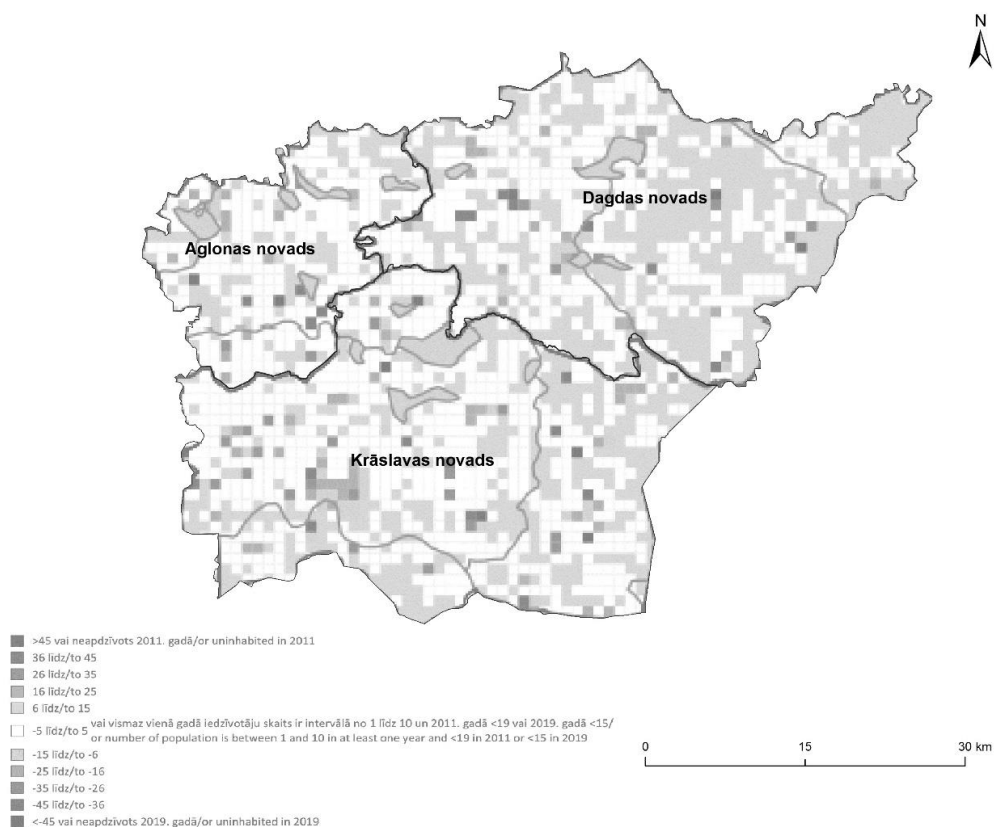 N
Dagdas novads
Aglonas novads
Krāslavas novads
>45 vai neapdzīvots 2011. gadā/or uninhabited in 2011
36 līdz/to 45
26 līdz/to 35
16 līdz/to 25
6 līdz/to 15
-5 līdz/to 5 vai vismaz vienā gadā iedzīvotāju skaits ir intervālā no 1 līdz 10 un 2011. gadā <19 vai 2019. gadā <15/
or number of population is between 1 and 10 in at least one year and <19 in 2011 or <15 in 2019
-15 līdz/to -6
-25 līdz/to -16
-35 līdz/to -26
-45 līdz/to -36
<-45 vai neapdzīvots 2019. gadā/or uninhabited in 2019
0 15 30 km